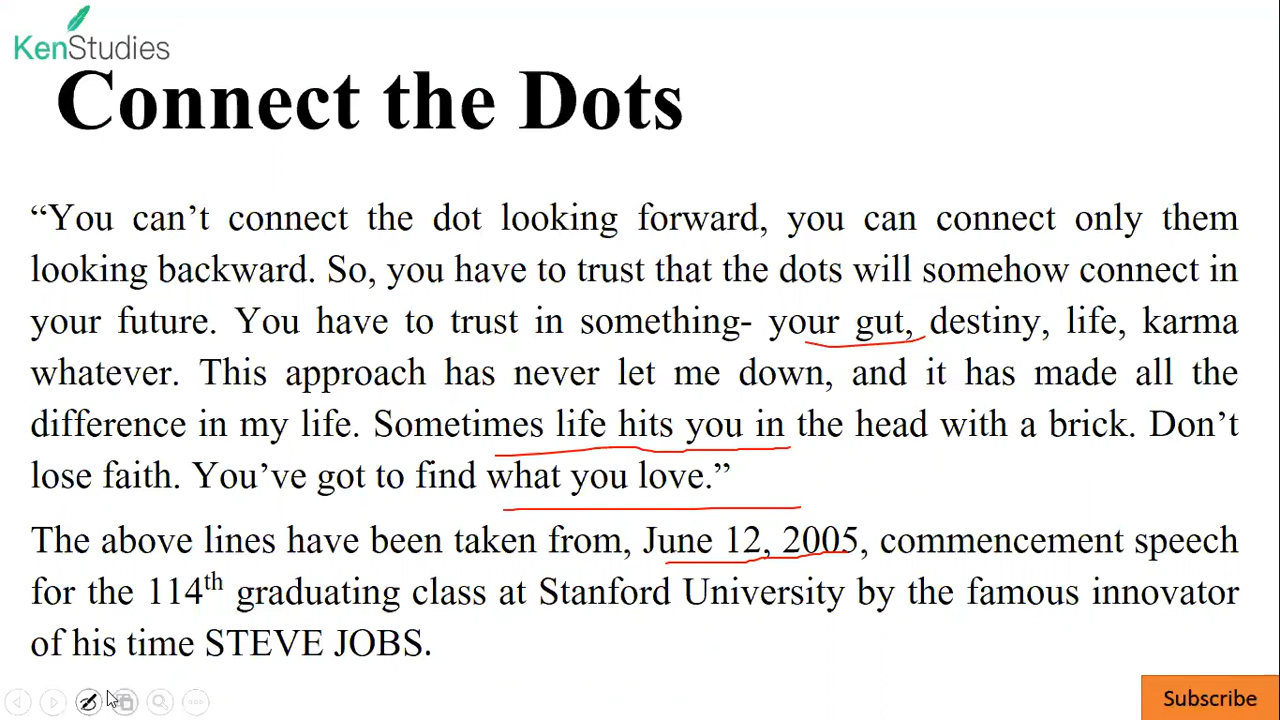 KenStudies
Connect the Dots
“You can’t connect the dot looking forward, you can connect only them
looking backward. So, you have to trust that the dots will somehow connect in
your future. You have to trust in something- your gut, destiny, life, karma
whatever. This approach has never let me down, and it has made all the
difference in my life. Sometimes life hits you in the head with a brick. Don’t
lose faith. You’ve got to find what you love.”
The above lines have been taken from, June 12, 2005, commencement speech
for the 114th graduating class at Stanford University by the famous innovator
of his time STEVE JOBS.
Subscribe